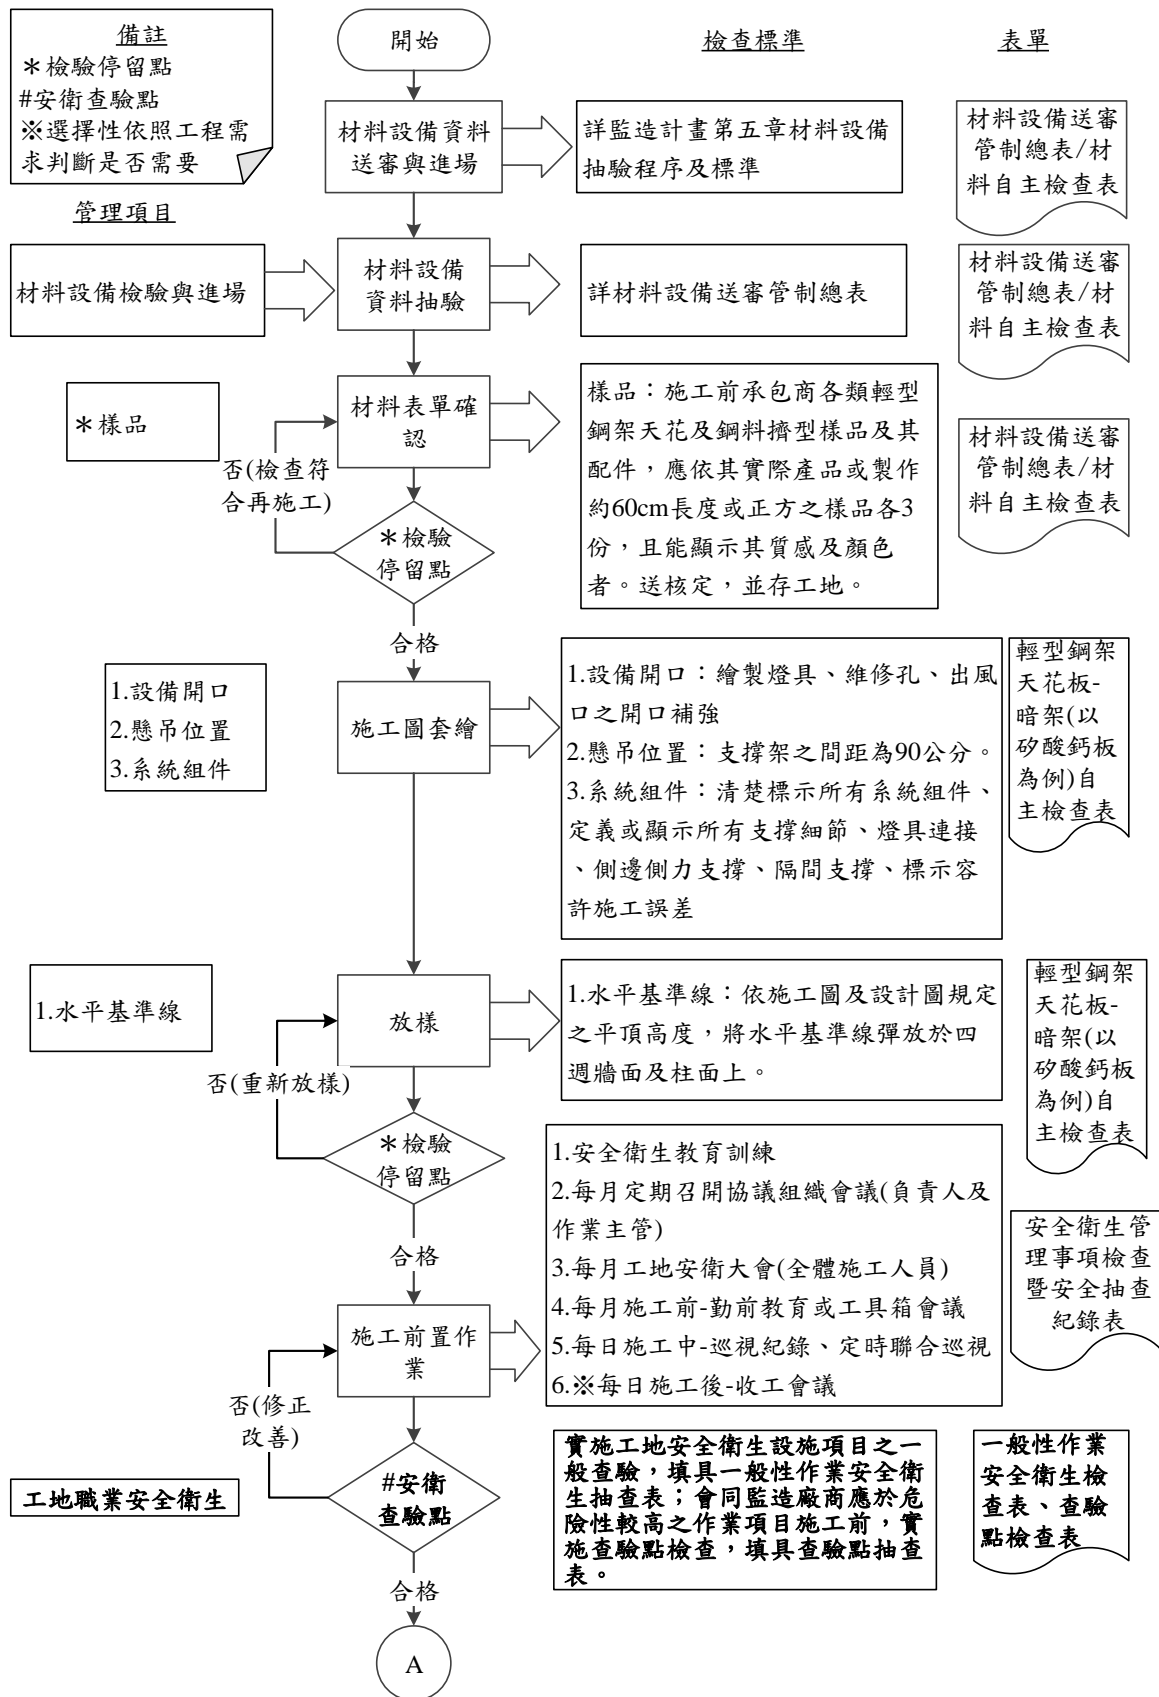 備註
＊檢驗停留點
#安衛查驗點
※選擇性依照工程需
求判斷是否需要
開始
檢查標準
表單
材料設備資料
送審與進場
詳監造計畫第五章材料設備
抽驗程序及標準
材料設備送審
管制總表/材
料自主檢查表
管理項目
材料設備檢驗與進場
材料設備
資料抽驗
詳材料設備送審管制總表
材料設備送審
管制總表/材
料自主檢查表
＊樣品
材料表單確
認
樣品：施工前承包商各類輕型
鋼架天花及鋼料擠型樣品及其
配件，應依其實際產品或製作
約60cm長度或正方之樣品各3
份，且能顯示其質感及顏色
者。送核定，並存工地。
材料設備送審
管制總表/材
料自主檢查表
否(檢查符
合再施工)
＊檢驗
停留點
合格
1.設備開口
2.懸吊位置
3.系統組件
施工圖套繪
1.設備開口：繪製燈具、維修孔、出風
口之開口補強
2.懸吊位置：支撐架之間距為90公分。
3.系統組件：清楚標示所有系統組件、
定義或顯示所有支撐細節、燈具連接
、側邊側力支撐、隔間支撐、標示容
許施工誤差
輕型鋼架
天花板-
暗架(以
矽酸鈣板
為例)自
主檢查表
1.水平基準線
放樣
1.水平基準線：依施工圖及設計圖規定
之平頂高度，將水平基準線彈放於四
週牆面及柱面上。
輕型鋼架
天花板-
暗架(以
矽酸鈣板
為例)自
主檢查表
否(重新放樣)
＊檢驗
停留點
合格
施工前置作
業
1.安全衛生教育訓練
2.每月定期召開協議組織會議(負責人及
作業主管)
3.每月工地安衛大會(全體施工人員)
4.每月施工前-勤前教育或工具箱會議
5.每日施工中-巡視紀錄、定時聯合巡視
6.※每日施工後-收工會議
安全衛生管
理事項檢查
暨安全抽查
紀錄表
否(修正
改善)
工地職業安全衛生
#安衛
查驗點
實施工地安全衛生設施項目之一
般查驗，填具一般性作業安全衛
生抽查表；會同監造廠商應於危
險性較高之作業項目施工前，實
施查驗點檢查，填具查驗點抽查
表。
一般性作業
安全衛生檢
查表、查驗
點檢查表
合格
A